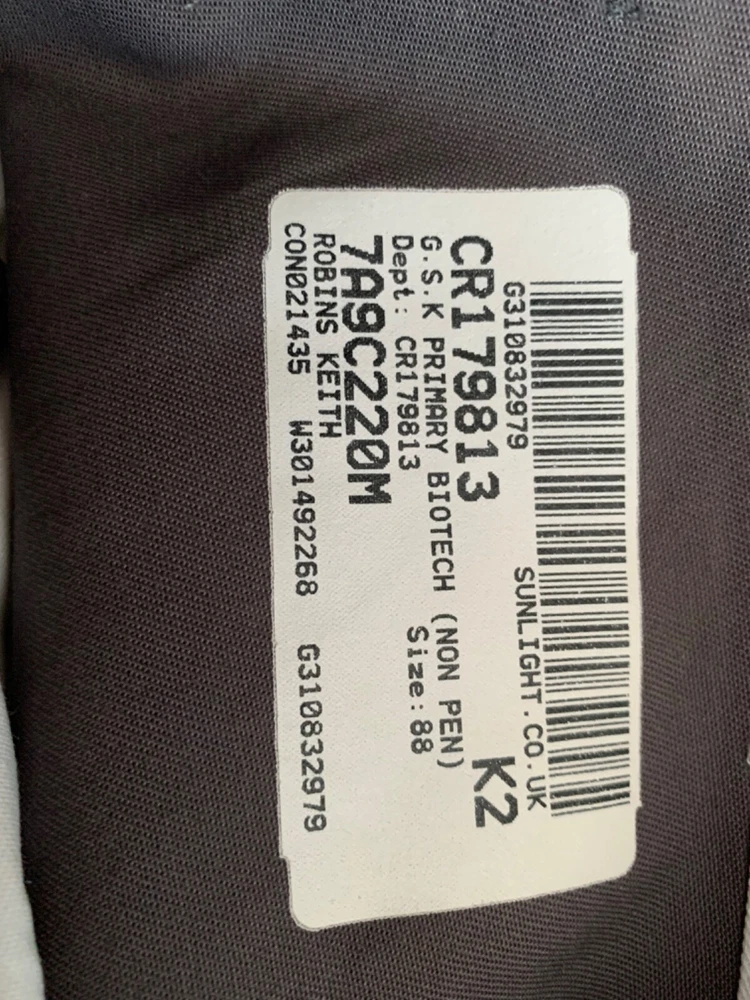 G310832979 SUNLIGHT.CO.UK
CR179813 K2
G.S.K PRIMARY BIOTECH (NON PEN)
Dept: CR179813 Size:88
7A9C220M
ROBINS KEITH
CON021435 W301492268 G310832979